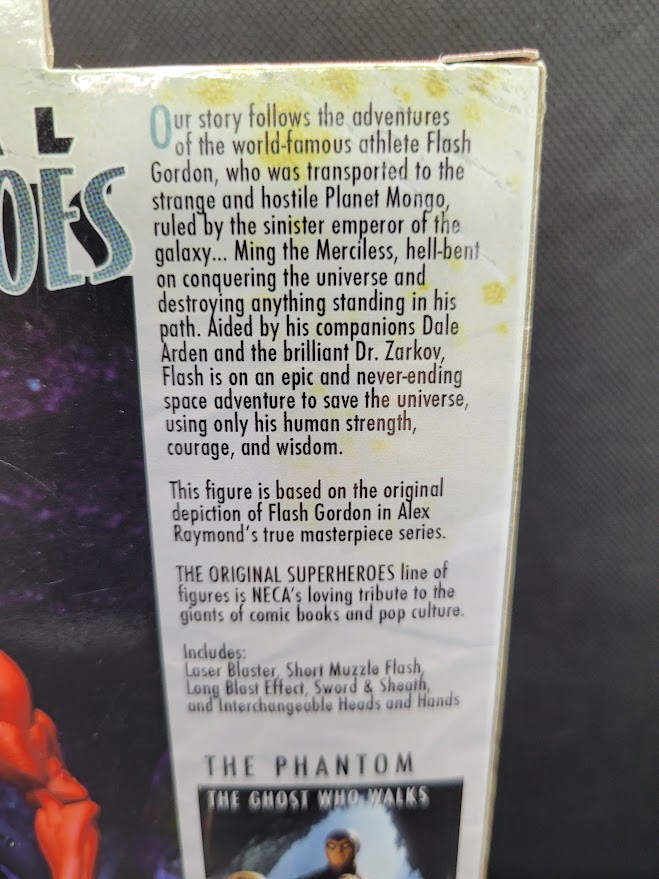 AL
OES
Our story follows the adventures
of the world-famous athlete Flash
Gordon, who was transported to the
strange and hostile Planet Mongo,
ruled by the sinister emperor of the
galaxy... Ming the Merciless, hell-bent
on conquering the universe and
destroying anything standing in his
path. Aided by his companions Dale
Arden and the brilliant Dr. Zarkov,
Flash is on an epic and never-ending
space adventure to save the universe,
using only his human strength,
courage, and wisdom.
This figure is based on the original
depiction of Flash Gordon in Alex
Raymond's true masterpiece series.
THE ORIGINAL SUPERHEROES line of
figures is NECA's loving tribute to the
giants of comic books and pop culture.
Includes:
Laser Blaster, Short Muzzle Flash,
Long Blast Effect, Sword & Sheath,
and Interchangeable Heads and Hands
THE PHANTOM
THE GHOST WHO WALKS